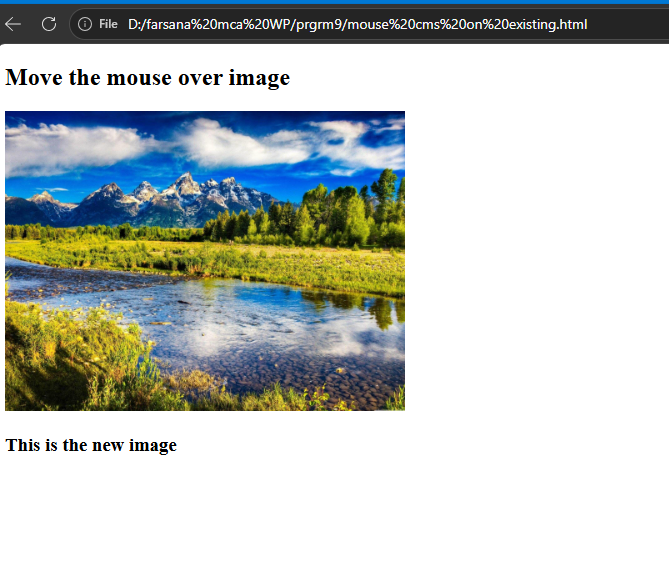 File D:/farsana%20mca%20WP/prgrm9/mouse%20cms%20on%20existing.html
Move the mouse over image
This is the new image